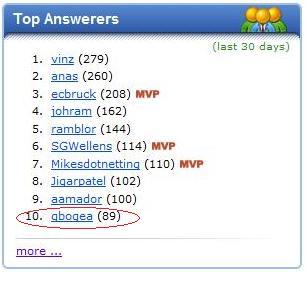 Top Answerers
(last 30 days)
1. vinz (279)
2. anas (260)
3. ecbruck (208) MVP
4. johram (162)
5. ramblor (144)
6. SGWellens (114) MVP
7. Mikesdotnetting (110) MVP
8. Jigarpatel (102)
9. aamador (100)
10. gbogea (89)
more ...